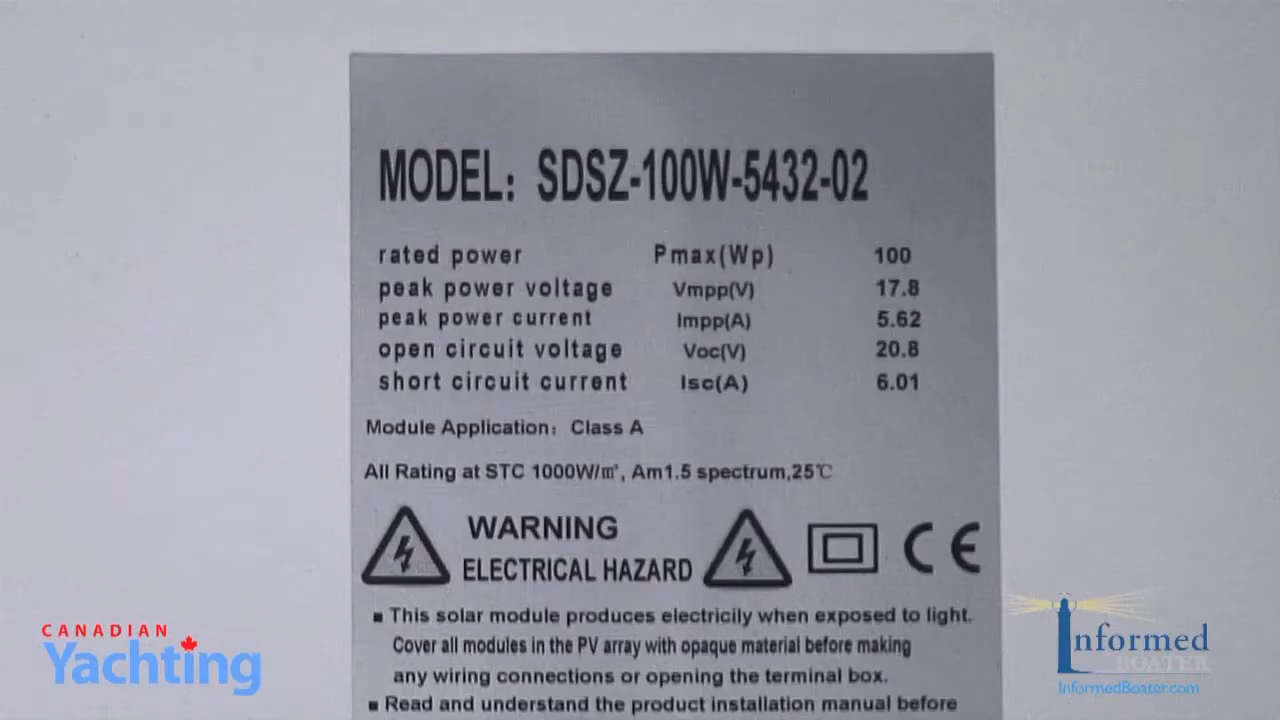 MODEL: SDSZ-100W-5432-02
rated power Pmax(Wp) 100
peak power voltage Vmpp(V) 17.8
peak power current Impp(A) 5.62
open circuit voltage Voc(V) 20.8
short circuit current Isc(A) 6.01
Module Application: Class A
All Rating at STC 1000W/㎡, Am1.5 spectrum,25℃
WARNING
ELECTRICAL HAZARD
CE
■ This solar module produces electricily when exposed to light.
Cover all modules in the PV array with opaque material before making
any wiring connections or opening the terminal box.
■ Read and understand the product installation manual before
CANADIAN
Yachting
Informed
BOATER
InformedBoater.com